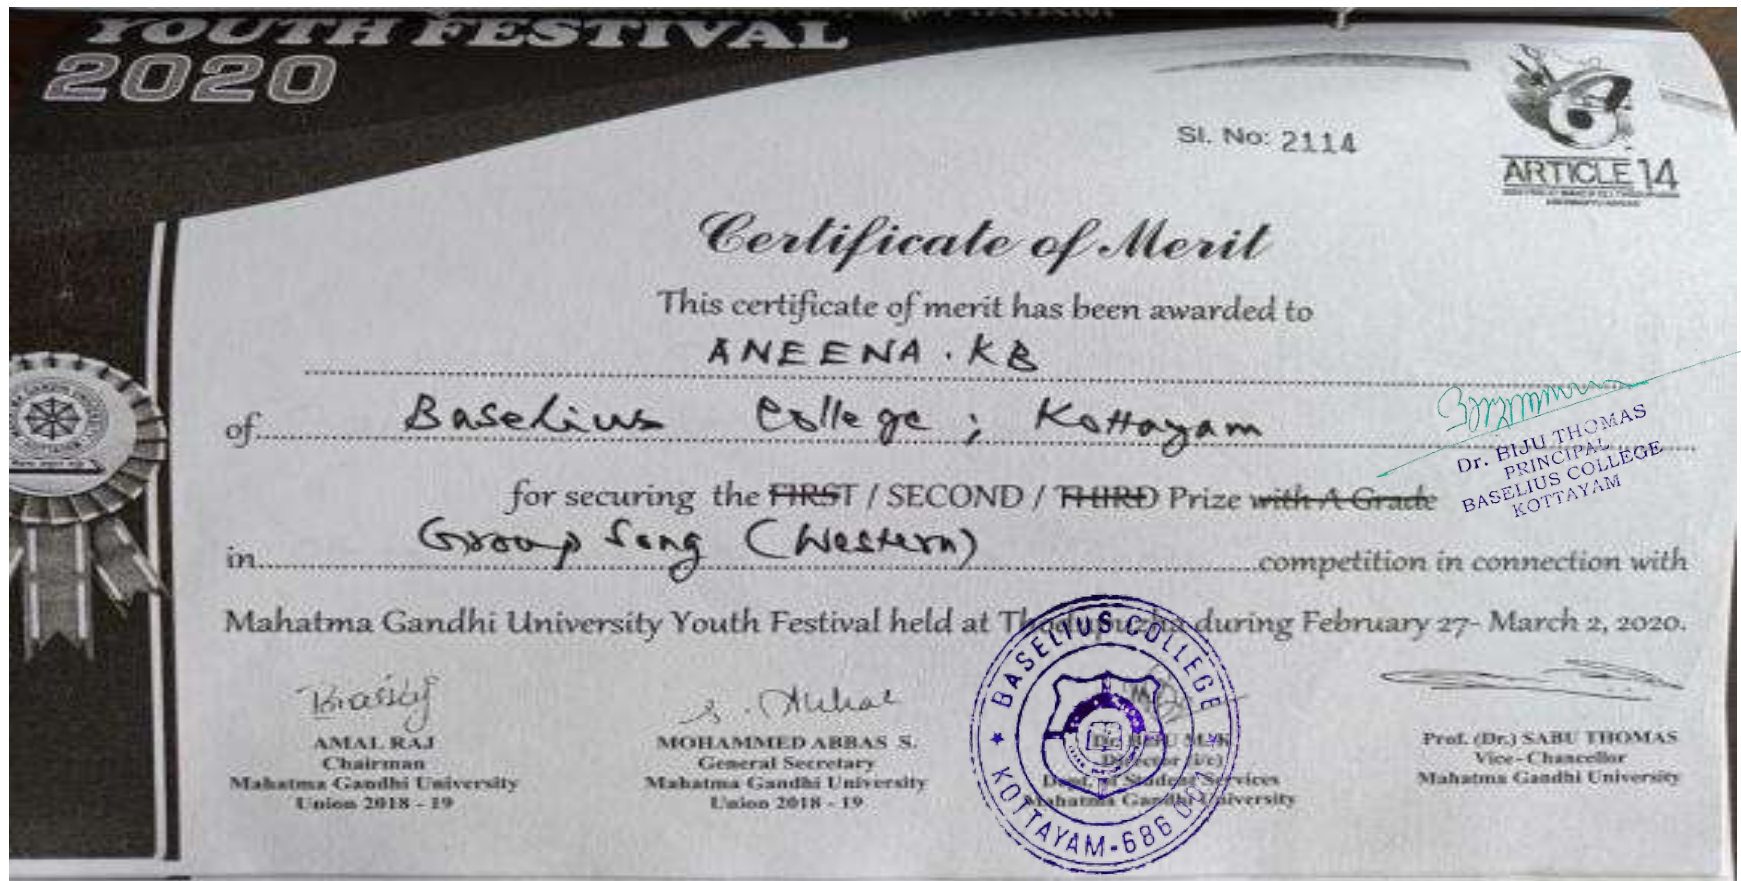 YOUTH FESTIVAL
2020
Sl. No: 2114
ARTICLE 14
Certificate of Merit
This certificate of merit has been awarded to
ANEENA. KB
of Baselius College; Kottayam
for securing the FIRST / SECOND / THIRD Prize with A Grade
in Group Song (Western) competition in connection with
Mahatma Gandhi University Youth Festival held at Thodupuzha during February 27- March 2, 2020.
Dr. BIJU THOMAS
PRINCIPAL
BASELIUS COLLEGE
KOTTAYAM
AMAL RAJ
Chairman
Mahatma Gandhi University
Union 2018 - 19
MOHAMMED ABBAS S.
General Secretary
Mahatma Gandhi University
Union 2018 - 19
Director (i/c)
Student Services
Mahatma Gandhi University
BASELIUS COLLEGE
KOTTAYAM-686 001
Prof. (Dr.) SABU THOMAS
Vice-Chancellor
Mahatma Gandhi University